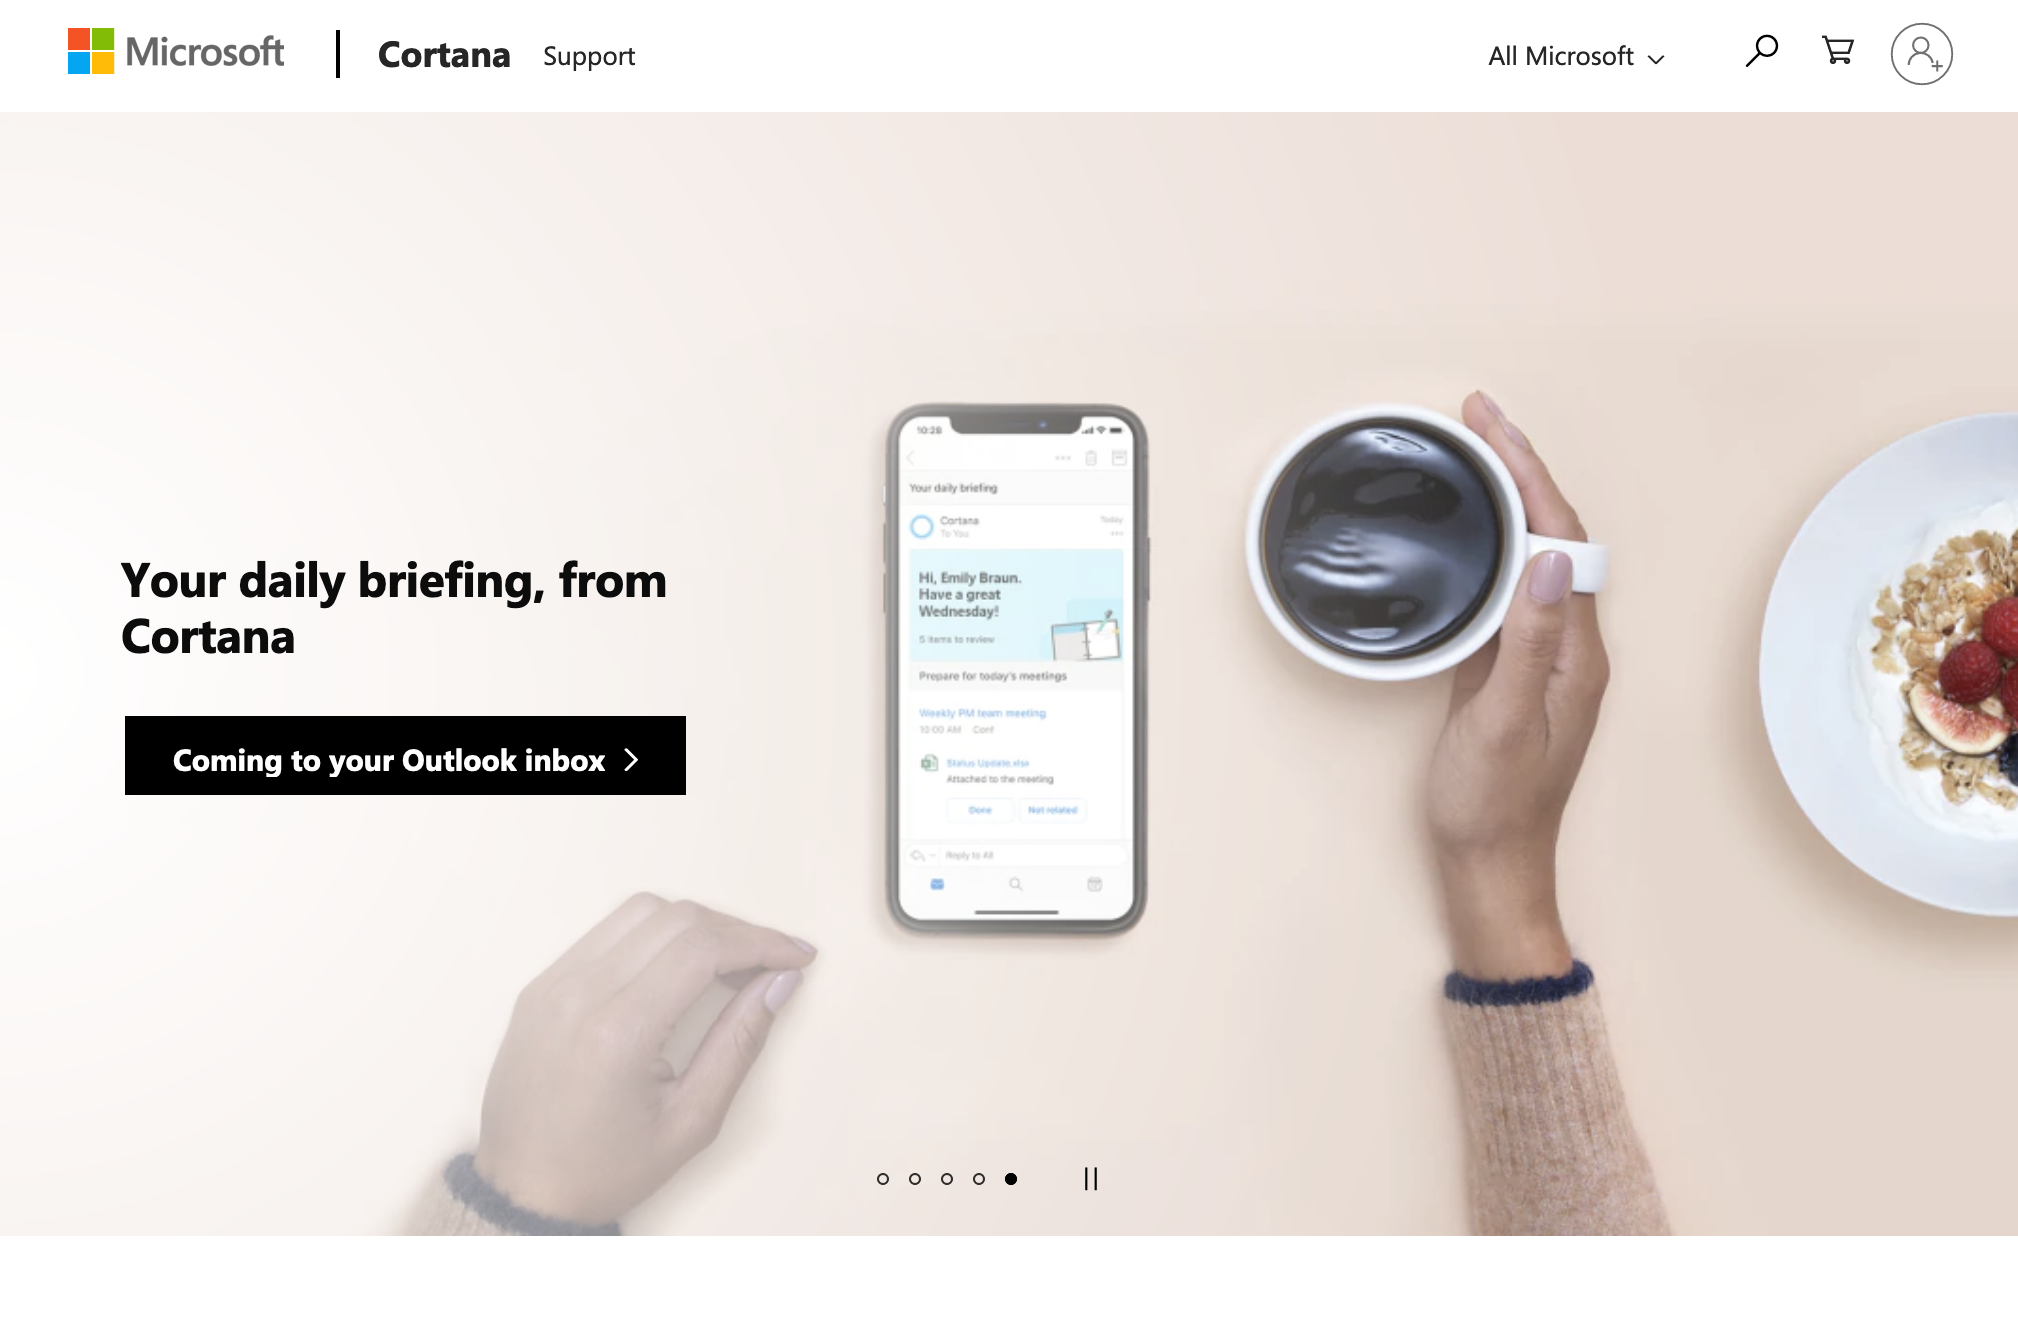 Microsoft
Cortana
Support
All Microsoft
Your daily briefing, from
Cortana
Coming to your Outlook inbox
10:28
Your daily briefing
Cortana
Today
To You
Hi, Emily Braun.
Have a great
Wednesday!
5 items to review
Prepare for today's meetings
Weekly PM team meeting
10:00 AM Conf
Status Update.xlsx
Attached to the meeting
Done
Not related
Reply to All